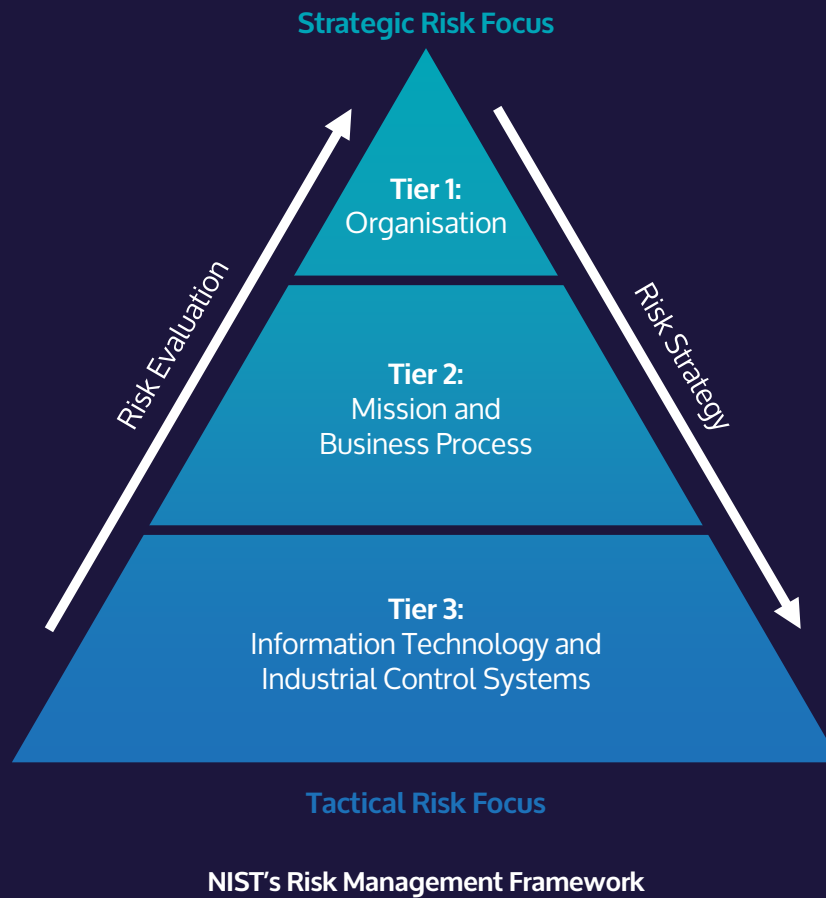 Strategic Risk Focus
Risk Evaluation
Risk Strategy
Tier 1:
Organisation
Tier 2:
Mission and
Business Process
Tier 3:
Information Technology and
Industrial Control Systems
Tactical Risk Focus
NIST’s Risk Management Framework